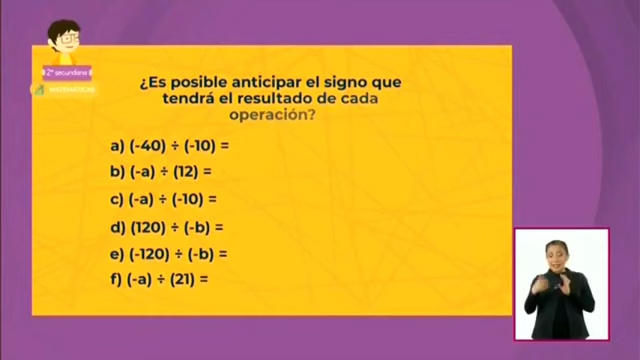 2° secundaria
MATEMÁTICAS
¿Es posible anticipar el signo que
tendrá el resultado de cada
operación?
a) (-40) ÷ (-10) =
b) (-a) ÷ (12) =
c) (-a) ÷ (-10) =
d) (120) ÷ (-b) =
e) (-120) ÷ (-b) =
f) (-a) ÷ (21) =